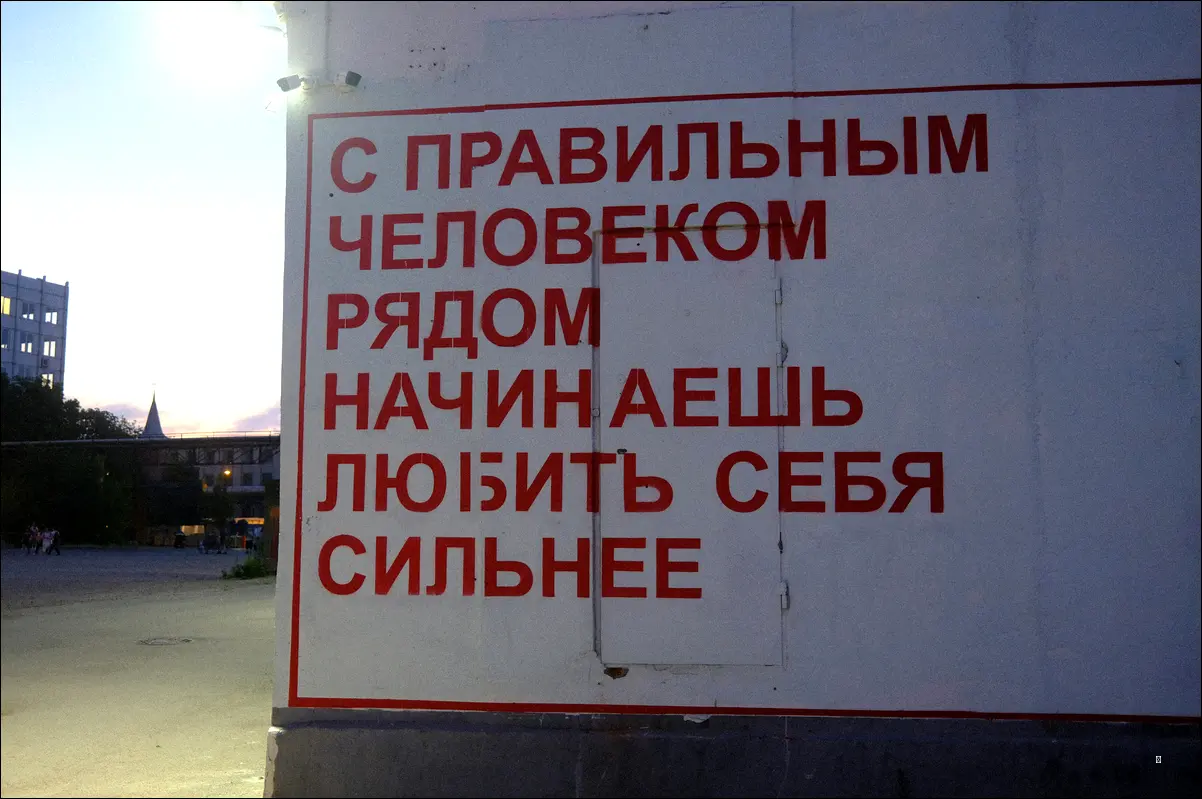 С ПРАВИЛЬНЫМ
ЧЕЛОВЕКОМ
РЯДОМ
НАЧИНАЕШЬ
ЛЮБИТЬ СЕБЯ
СИЛЬНЕЕ